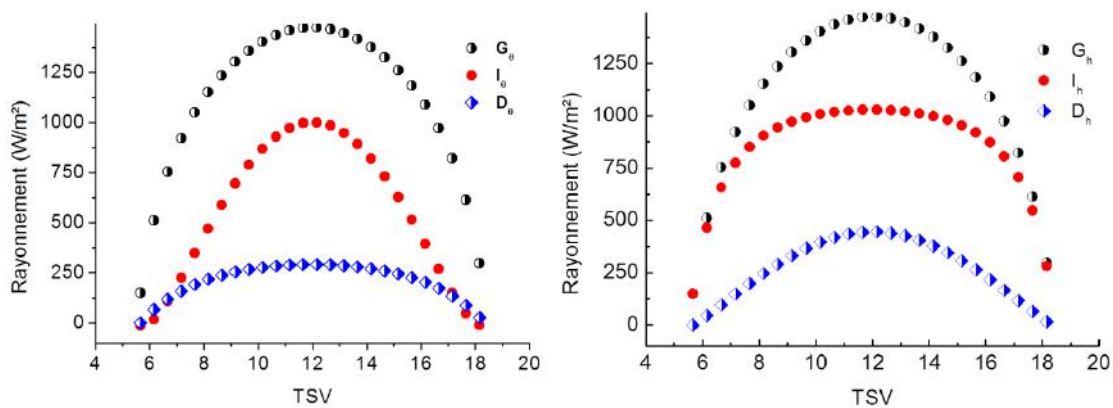 Rayonnement (W/m²)
1250
1000
750
500
250
0
4 6 8 10 12 14 16 18 20
TSV
G_θ
I_θ
D_θ
Rayonnement (W/m²)
1250
1000
750
500
250
0
4 6 8 10 12 14 16 18 20
TSV
G_h
I_h
D_h